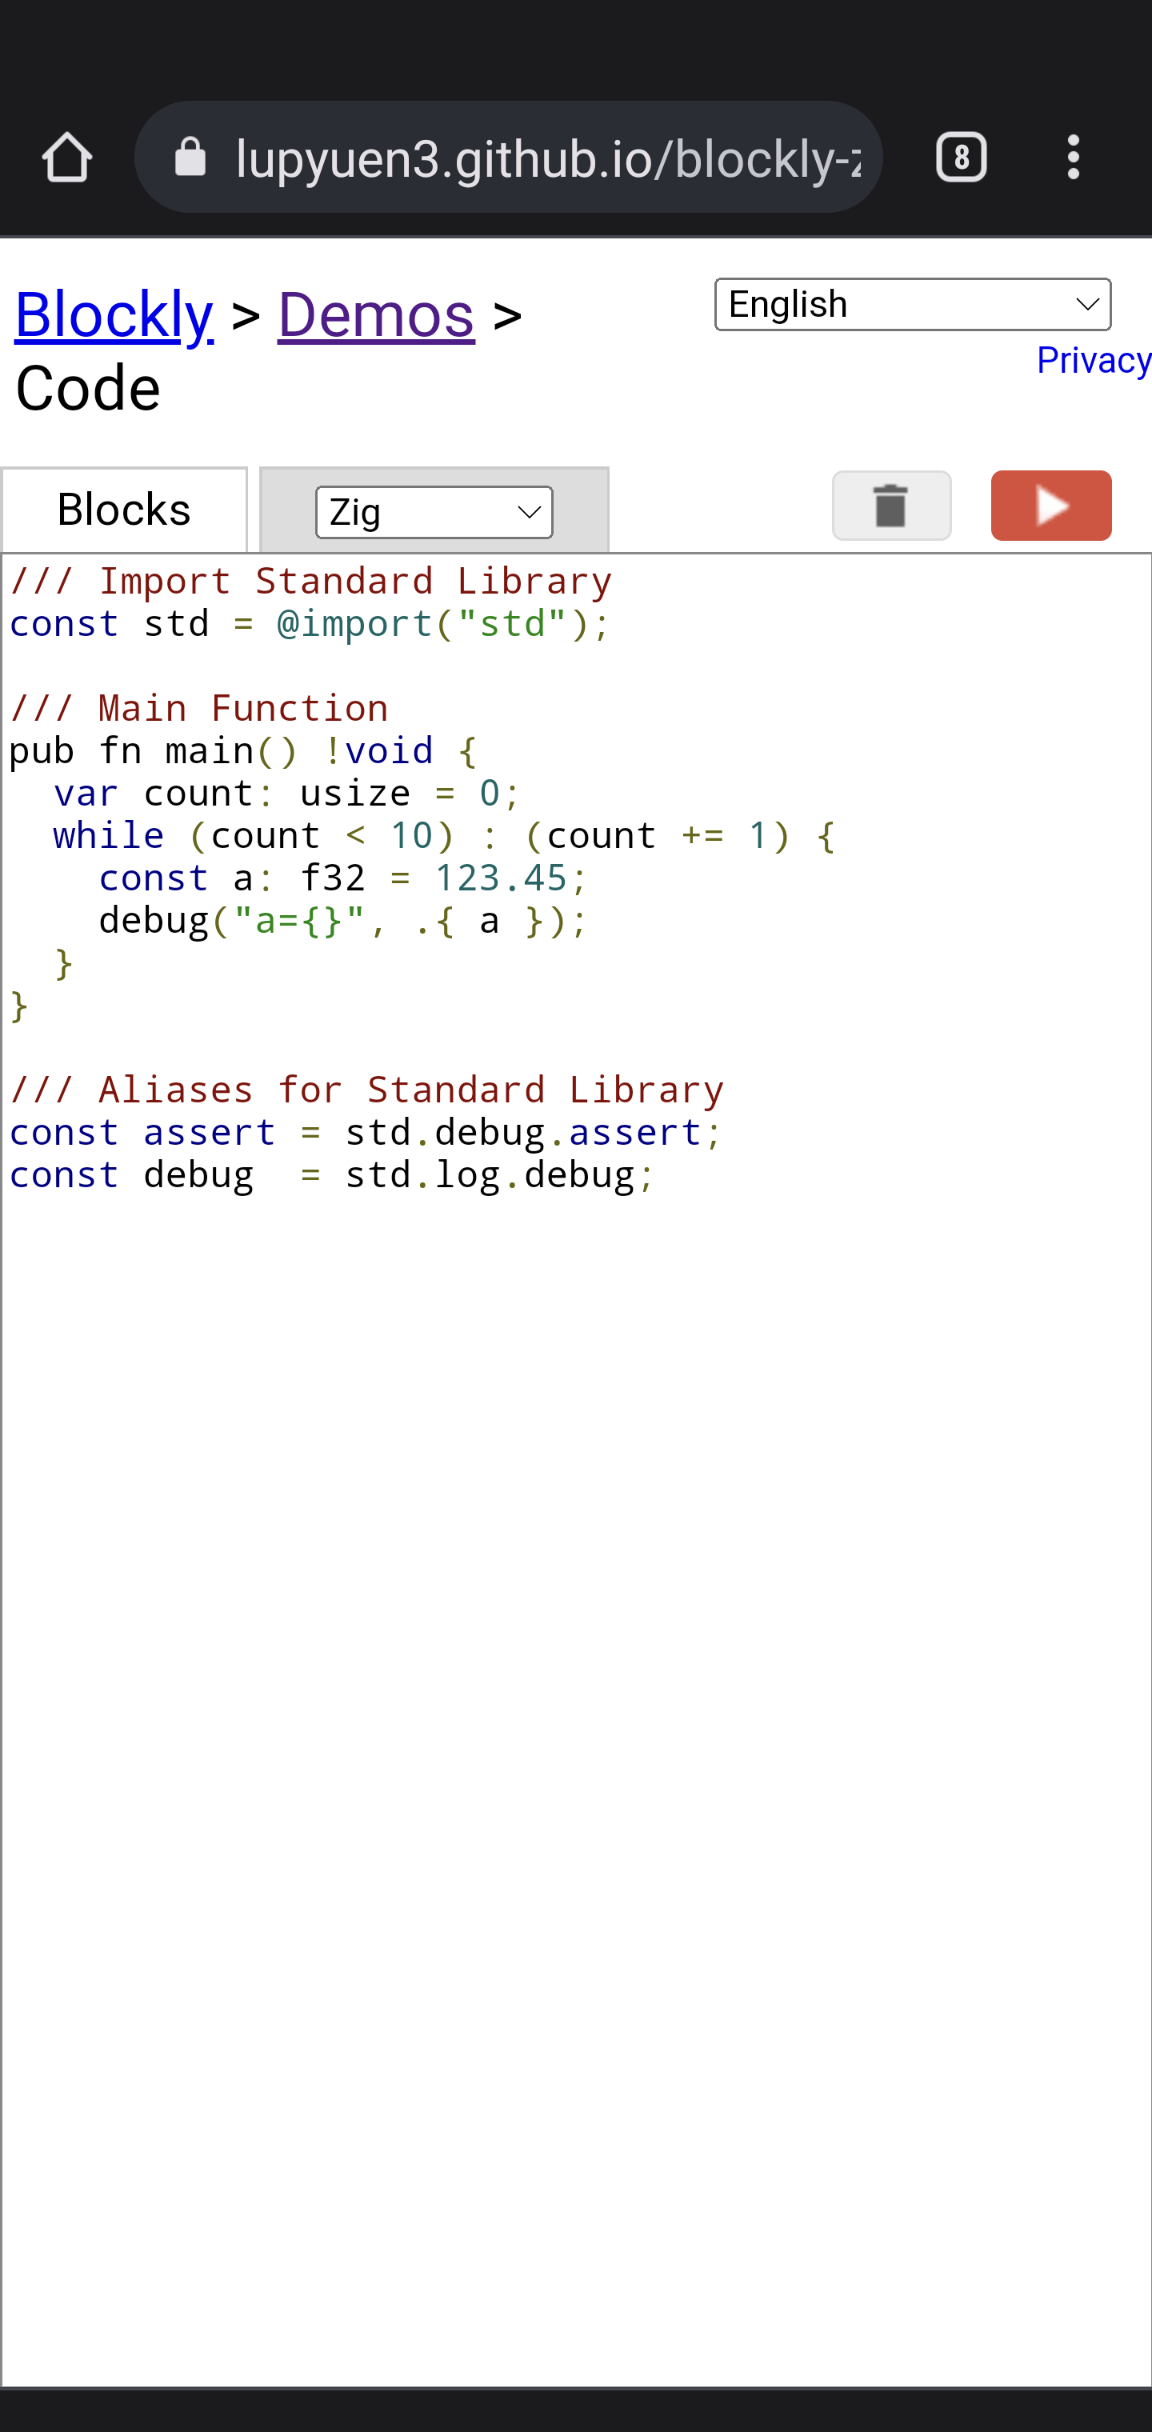 lupyuen3.github.io/blockly-z
8
Blockly > Demos >
Code
English
Privacy
Blocks
Zig
/// Import Standard Library
const std = @import("std");

/// Main Function
pub fn main() !void {
  var count: usize = 0;
  while (count < 10) : (count += 1) {
    const a: f32 = 123.45;
    debug("a={}", .{ a });
  }
}

/// Aliases for Standard Library
const assert = std.debug.assert;
const debug  = std.log.debug;